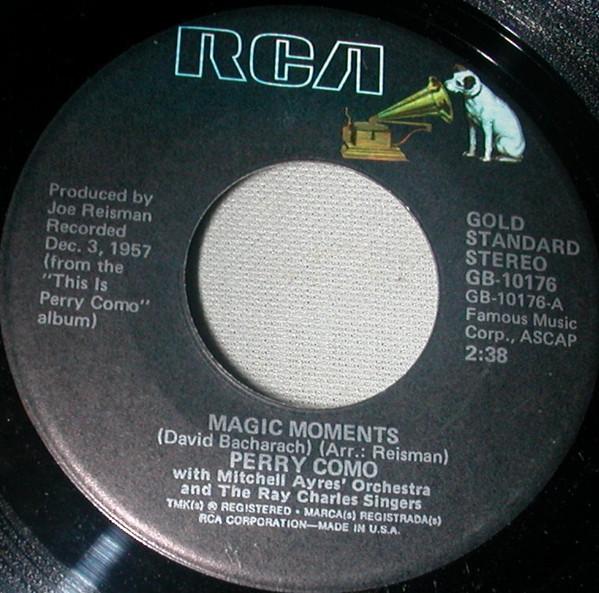 RCA
Produced by
Joe Reisman
Recorded
Dec. 3, 1957
(from the
"This Is
Perry Como"
album)
GOLD
STANDARD
STEREO
GB-10176
GB-10176-A
Famous Music
Corp., ASCAP
2:38
MAGIC MOMENTS
(David Bacharach) (Arr.: Reisman)
PERRY COMO
with Mitchell Ayres' Orchestra
and The Ray Charles Singers
TMK(s) ® REGISTERED • MARCA(s) REGISTRADA(s)
RCA CORPORATION—MADE IN U.S.A.